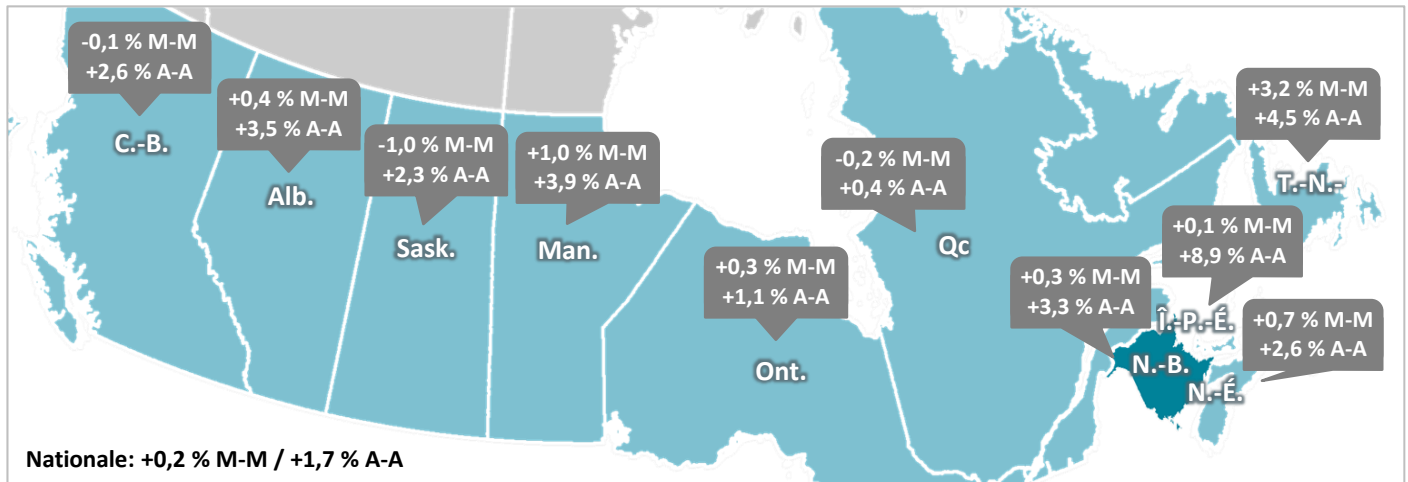 -0,1 % M-M
+2,6 % A-A
C.-B.
+0,4 % M-M
+3,5 % A-A
Alb.
-1,0 % M-M
+2,3 % A-A
Sask.
+1,0 % M-M
+3,9 % A-A
Man.
+0,3 % M-M
+1,1 % A-A
Ont.
-0,2 % M-M
+0,4 % A-A
Qc
+3,2 % M-M
+4,5 % A-A
T.-N.-
+0,1 % M-M
+8,9 % A-A
Î.-P.-É.
+0,3 % M-M
+3,3 % A-A
N.-B.
+0,7 % M-M
+2,6 % A-A
N.-É.
Nationale: +0,2 % M-M / +1,7 % A-A